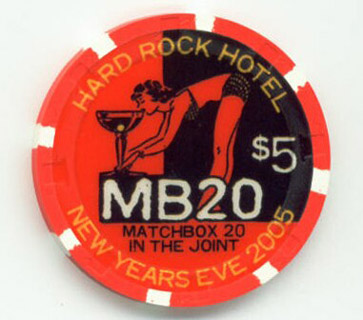 HARD ROCK HOTEL
$5
MB20
MATCHBOX 20
IN THE JOINT
NEW YEARS EVE 2005